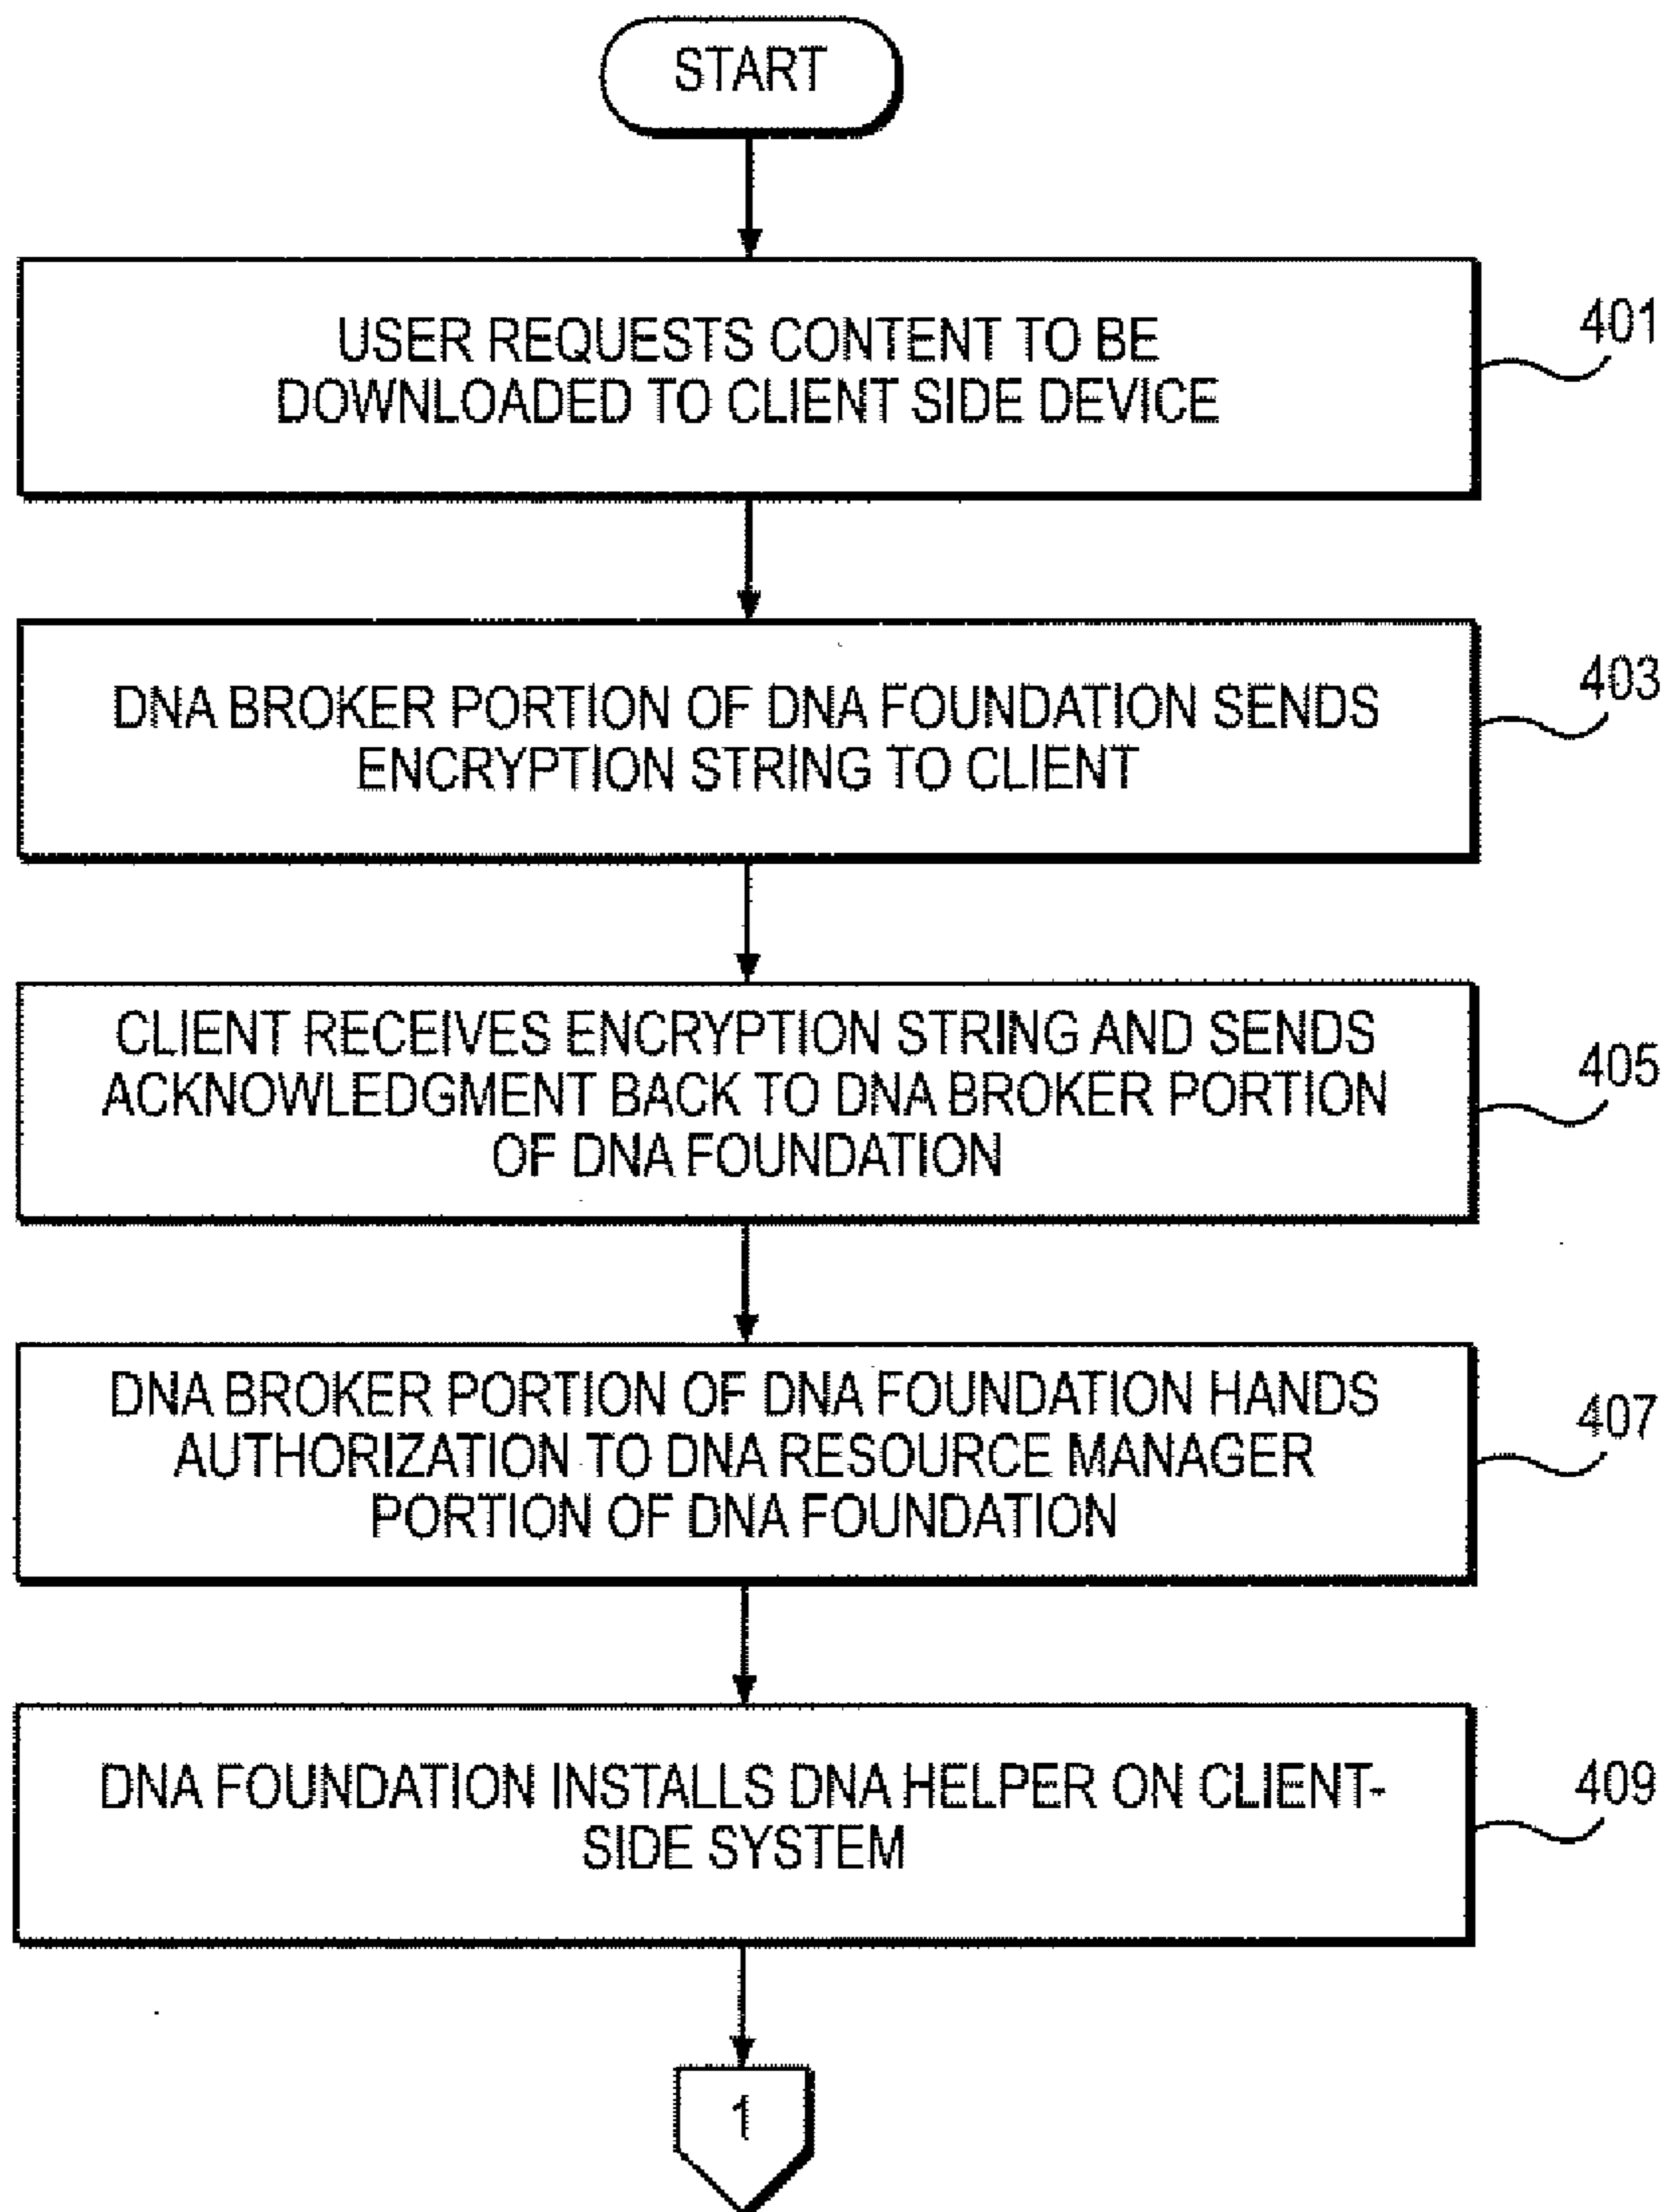 START
USER REQUESTS CONTENT TO BE
DOWNLOADED TO CLIENT SIDE DEVICE
401
DNA BROKER PORTION OF DNA FOUNDATION SENDS
ENCRYPTION STRING TO CLIENT
403
CLIENT RECEIVES ENCRYPTION STRING AND SENDS
ACKNOWLEDGMENT BACK TO DNA BROKER PORTION
OF DNA FOUNDATION
405
DNA BROKER PORTION OF DNA FOUNDATION HANDS
AUTHORIZATION TO DNA RESOURCE MANAGER
PORTION OF DNA FOUNDATION
407
DNA FOUNDATION INSTALLS DNA HELPER ON CLIENT-
SIDE SYSTEM
409
1